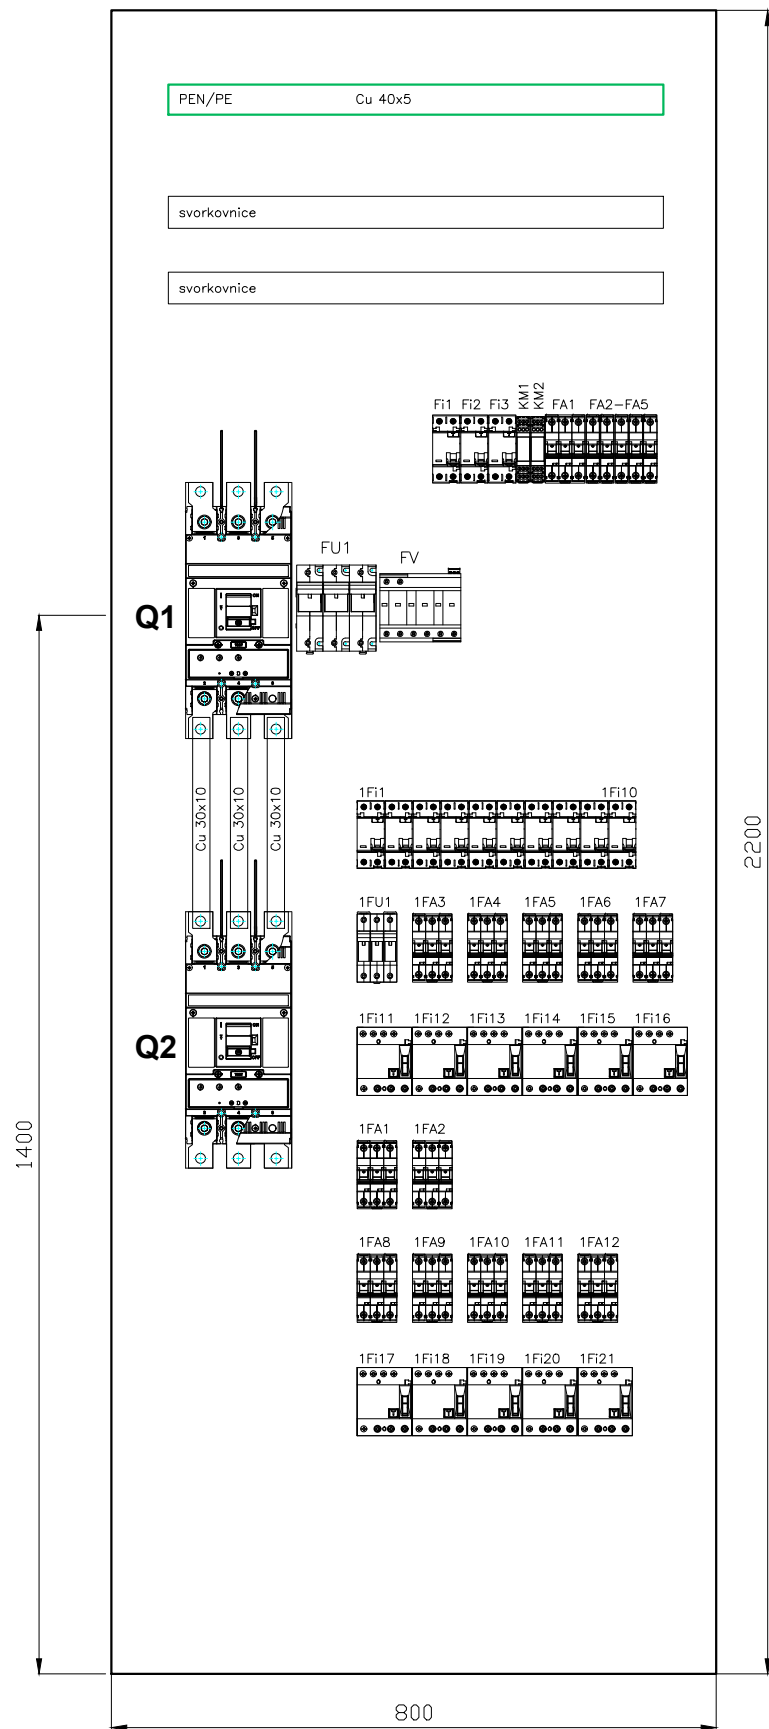 PEN/PE Cu 40x5
svorkovnice
svorkovnice
Fi1 Fi2 Fi3 KM1 KM2 FA1 FA2-FA5
FU1 FV
Q1
Cu 30x10 Cu 30x10 Cu 30x10
1Fi1 1Fi10
2200
1FU1 1FA3 1FA4 1FA5 1FA6 1FA7
1Fi11 1Fi12 1Fi13 1Fi14 1Fi15 1Fi16
Q2
1400
1FA1 1FA2
1FA8 1FA9 1FA10 1FA11 1FA12
1Fi17 1Fi18 1Fi19 1Fi20 1Fi21
800